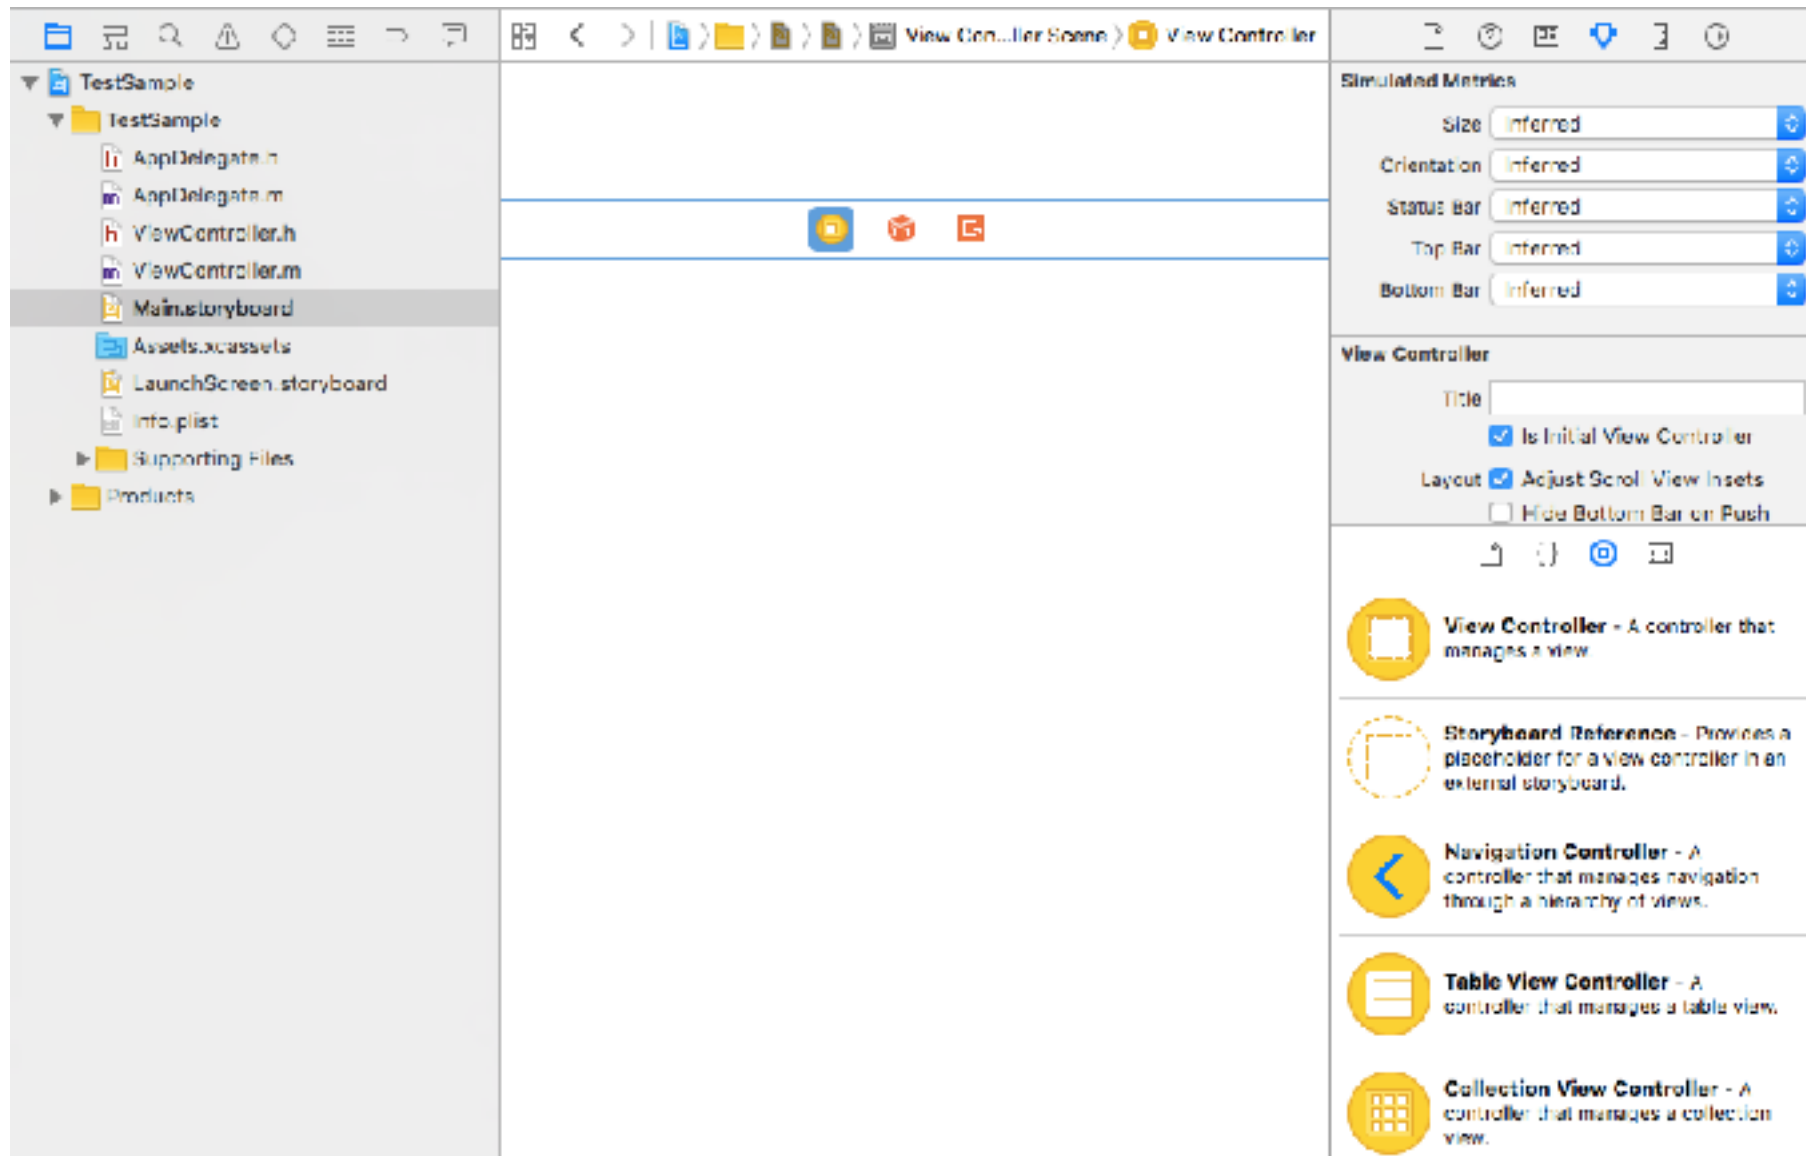 View Con...ller Scene
View Controller
TestSample
TestSample
AppDelegate.h
AppDelegate.m
ViewController.h
ViewController.m
Main.storyboard
Assets.xcassets
LaunchScreen.storyboard
Info.plist
Supporting Files
Products
Simulated Metrics
Size Inferred
Orientation Inferred
Status Bar Inferred
Top Bar Inferred
Bottom Bar Inferred
View Controller
Title
Is Initial View Controller
Layout Adjust Scroll View Insets
Hide Bottom Bar on Push
View Controller - A controller that
manages a view.
Storyboard Reference - Provides a
placeholder for a view controller in an
external storyboard.
Navigation Controller - A
controller that manages navigation
through a hierarchy of views.
Table View Controller - A
controller that manages a table view.
Collection View Controller - A
controller that manages a collection
view.